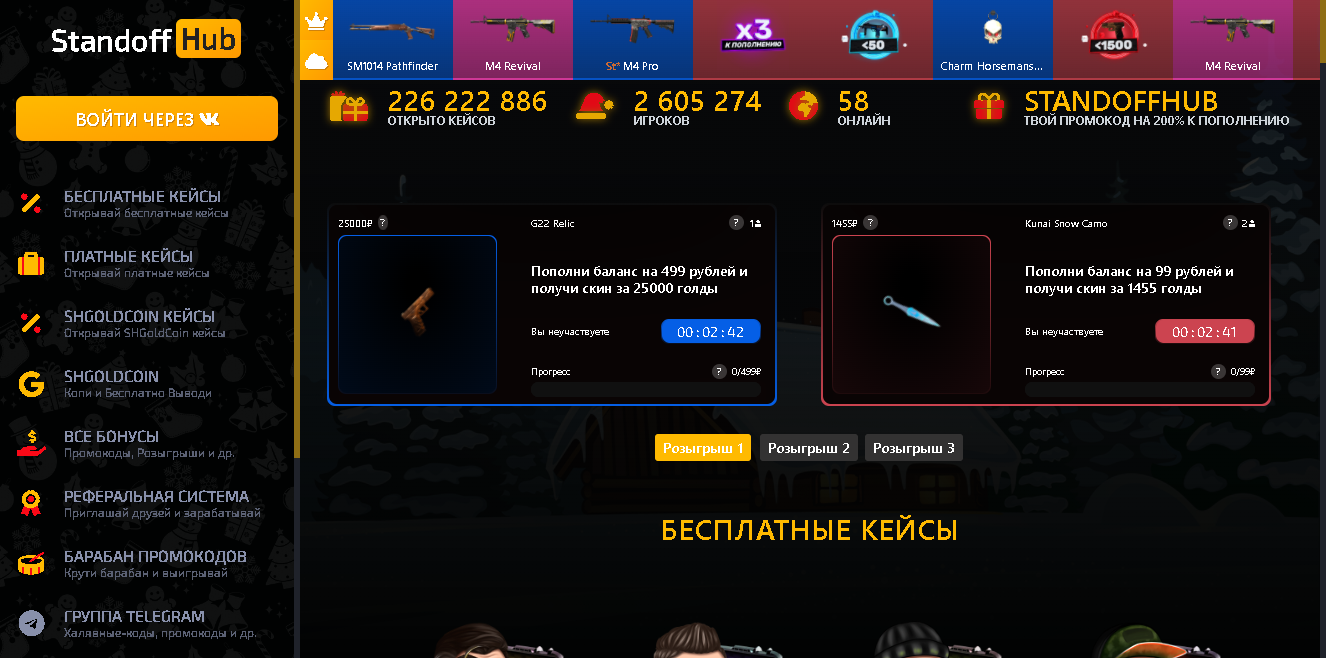 Standoff Hub
ВОЙТИ ЧЕРЕЗ
БЕСПЛАТНЫЕ КЕЙСЫ
Открывай бесплатные кейсы
ПЛАТНЫЕ КЕЙСЫ
Открывай платные кейсы
SHGOLDCOIN КЕЙСЫ
Открывай SHGoldCoin кейсы
SHGOLDCOIN
Копи и Бесплатно Выводи
ВСЕ БОНУСЫ
Промокоды, Розыгрыши и др.
РЕФЕРАЛЬНАЯ СИСТЕМА
Приглашай друзей и зарабатывай
БАРАБАН ПРОМОКОДОВ
Крути барабан и выигрывай
ГРУППА TELEGRAM
Халявные-коды, промокоды и др.
SM1014 Pathfinder
M4 Revival
St* M4 Pro
x3
К ПОПОЛНЕНИЮ
<50
Charm Horsemans...
<1500
M4 Revival
226 222 886
ОТКРЫТО КЕЙСОВ
2 605 274
ИГРОКОВ
58
ОНЛАЙН
STANDOFFHUB
ТВОЙ ПРОМОКОД НА 200% К ПОПОЛНЕНИЮ
25000₽ ?
G22 Relic
? 1
Пополни баланс на 499 рублей и
получи скин за 25000 голды
Вы неучаствуете
00:02:42
Прогресс
? 0/499₽
1455₽ ?
Kunai Snow Camo
? 2
Пополни баланс на 99 рублей и
получи скин за 1455 голды
Вы неучаствуете
00:02:41
Прогресс
? 0/99₽
Розыгрыш 1
Розыгрыш 2
Розыгрыш 3
БЕСПЛАТНЫЕ КЕЙСЫ